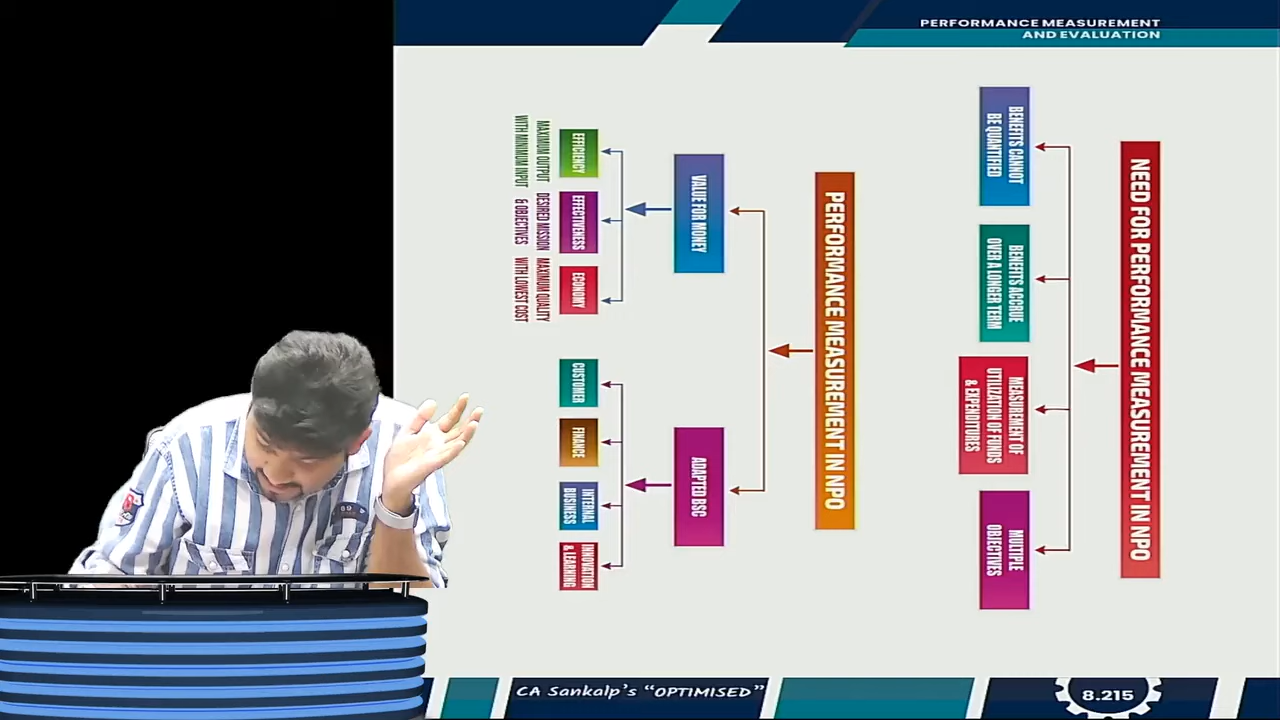 PERFORMANCE MEASUREMENT
AND EVALUATION
NEED FOR PERFORMANCE MEASUREMENT IN NPO
BENEFITS CANNOT
BE QUANTIFIED
BENEFITS ACCRUE
OVER A LONGER TERM
MEASUREMENT OF
UTILIZATION OF FUNDS
& EXPENDITURES
MULTIPLE
OBJECTIVES
PERFORMANCE MEASUREMENT IN NPO
VALUE FOR MONEY
ADAPTED BSC
EFFICIENCY
MAXIMUM OUTPUT
WITH MINIMUM INPUT
EFFECTIVENESS
DESIRED MISSION
& OBJECTIVES
ECONOMY
MAXIMUM QUALITY
WITH LOWEST COST
CUSTOMER
FINANCE
INTERNAL
BUSINESS
INNOVATION
& LEARNING
89
CA Sankalp's "OPTIMISED"
8.215